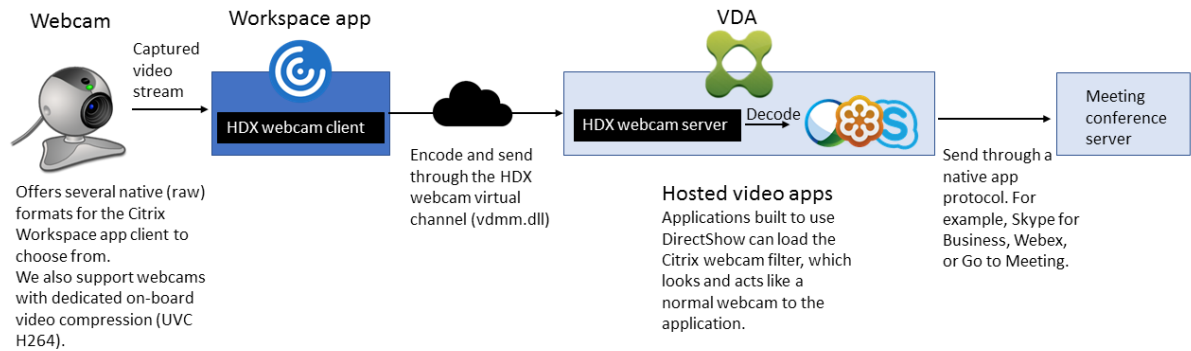 Webcam
Workspace app
VDA
Captured
video
stream
HDX webcam client
HDX webcam server
Decode
S
Meeting
conference
server
Offers several native (raw)
formats for the Citrix
Workspace app client to
choose from.
We also support webcams
with dedicated on-board
video compression (UVC
H264).
Encode and send
through the HDX
webcam virtual
channel (vdmm.dll)
Hosted video apps
Applications built to use
DirectShow can load the
Citrix webcam filter, which
looks and acts like a
normal webcam to the
application.
Send through a
native app
protocol. For
example, Skype for
Business, Webex,
or Go to Meeting.